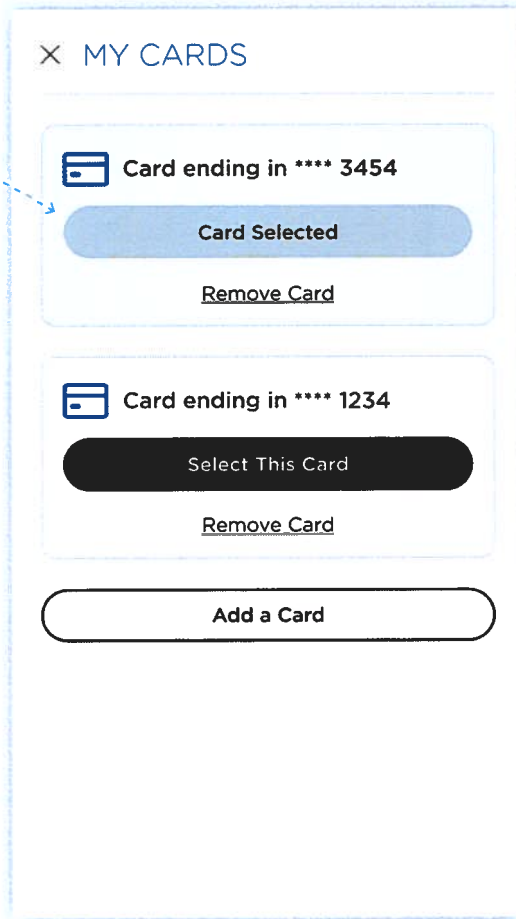 MY CARDS
Card ending in **** 3454
Card Selected
Remove Card
Card ending in **** 1234
Select This Card
Remove Card
Add a Card